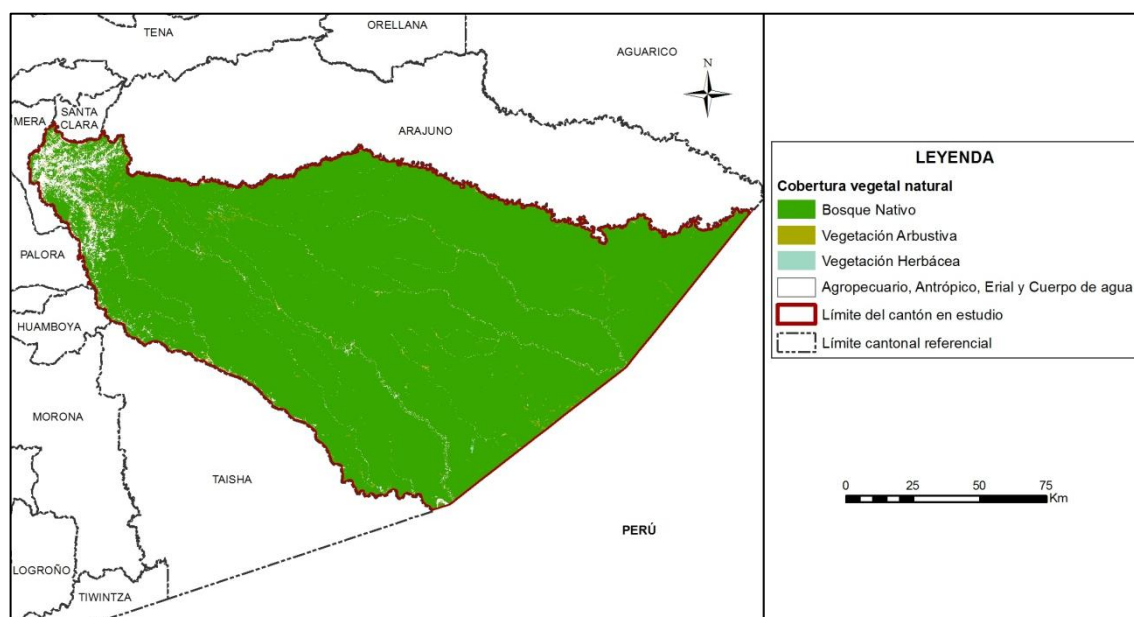 TENA
ORELLANA
AGUARICO
N
MERA
SANTA
CLARA
ARAJUNO
PALORA
HUAMBOYA
MORONA
TAISHA
PERÚ
LOGROÑO
TIWINTZA
LEYENDA
Cobertura vegetal natural
Bosque Nativo
Vegetación Arbustiva
Vegetación Herbácea
Agropecuario, Antrópico, Erial y Cuerpo de agua
Límite del cantón en estudio
Límite cantonal referencial
0 25 50 75
Km